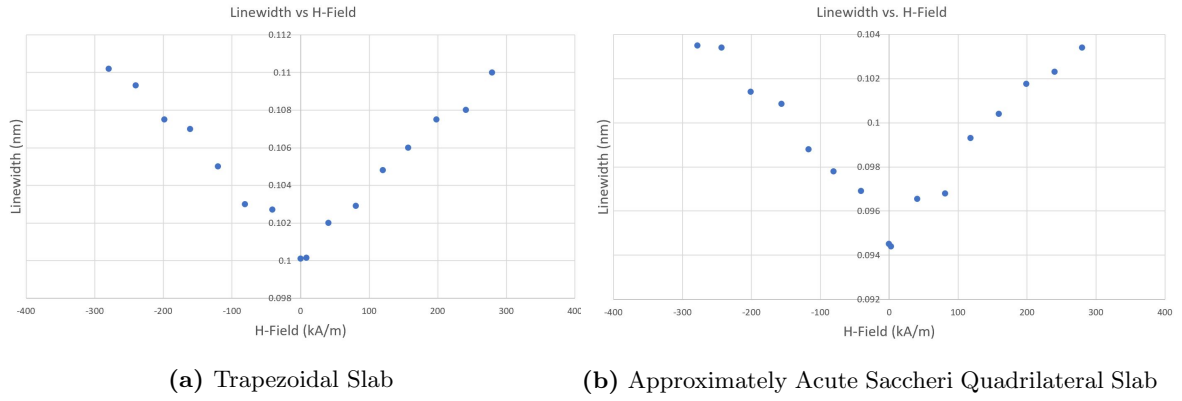 Linewidth vs H-Field
0.112
0.11
0.108
0.106
0.104
0.102
0.1
0.098
-400 -300 -200 -100 0 100 200 300 400
Linewidth (nm)
H-Field (kA/m)
(a) Trapezoidal Slab
Linewidth vs. H-Field
0.104
0.102
0.1
0.098
0.096
0.094
0.092
-400 -300 -200 -100 0 100 200 300 400
Linewidth (nm)
H-Field (kA/m)
(b) Approximately Acute Saccheri Quadrilateral Slab